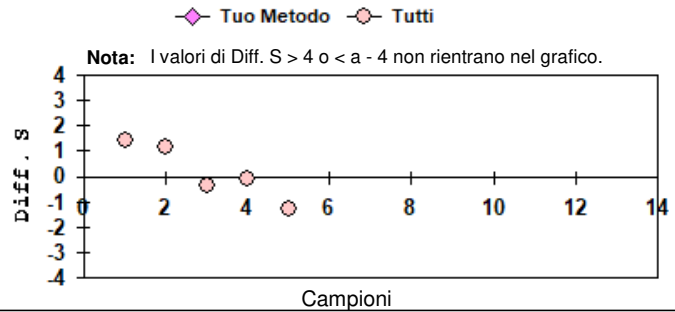 Tuo Metodo Tutti
Nota: I valori di Diff. S > 4 o < a - 4 non rientrano nel grafico.
4
3
2
1
0
-1
-2
-3
-4
Diff. S
0 2 4 6 8 10 12 14
Campioni